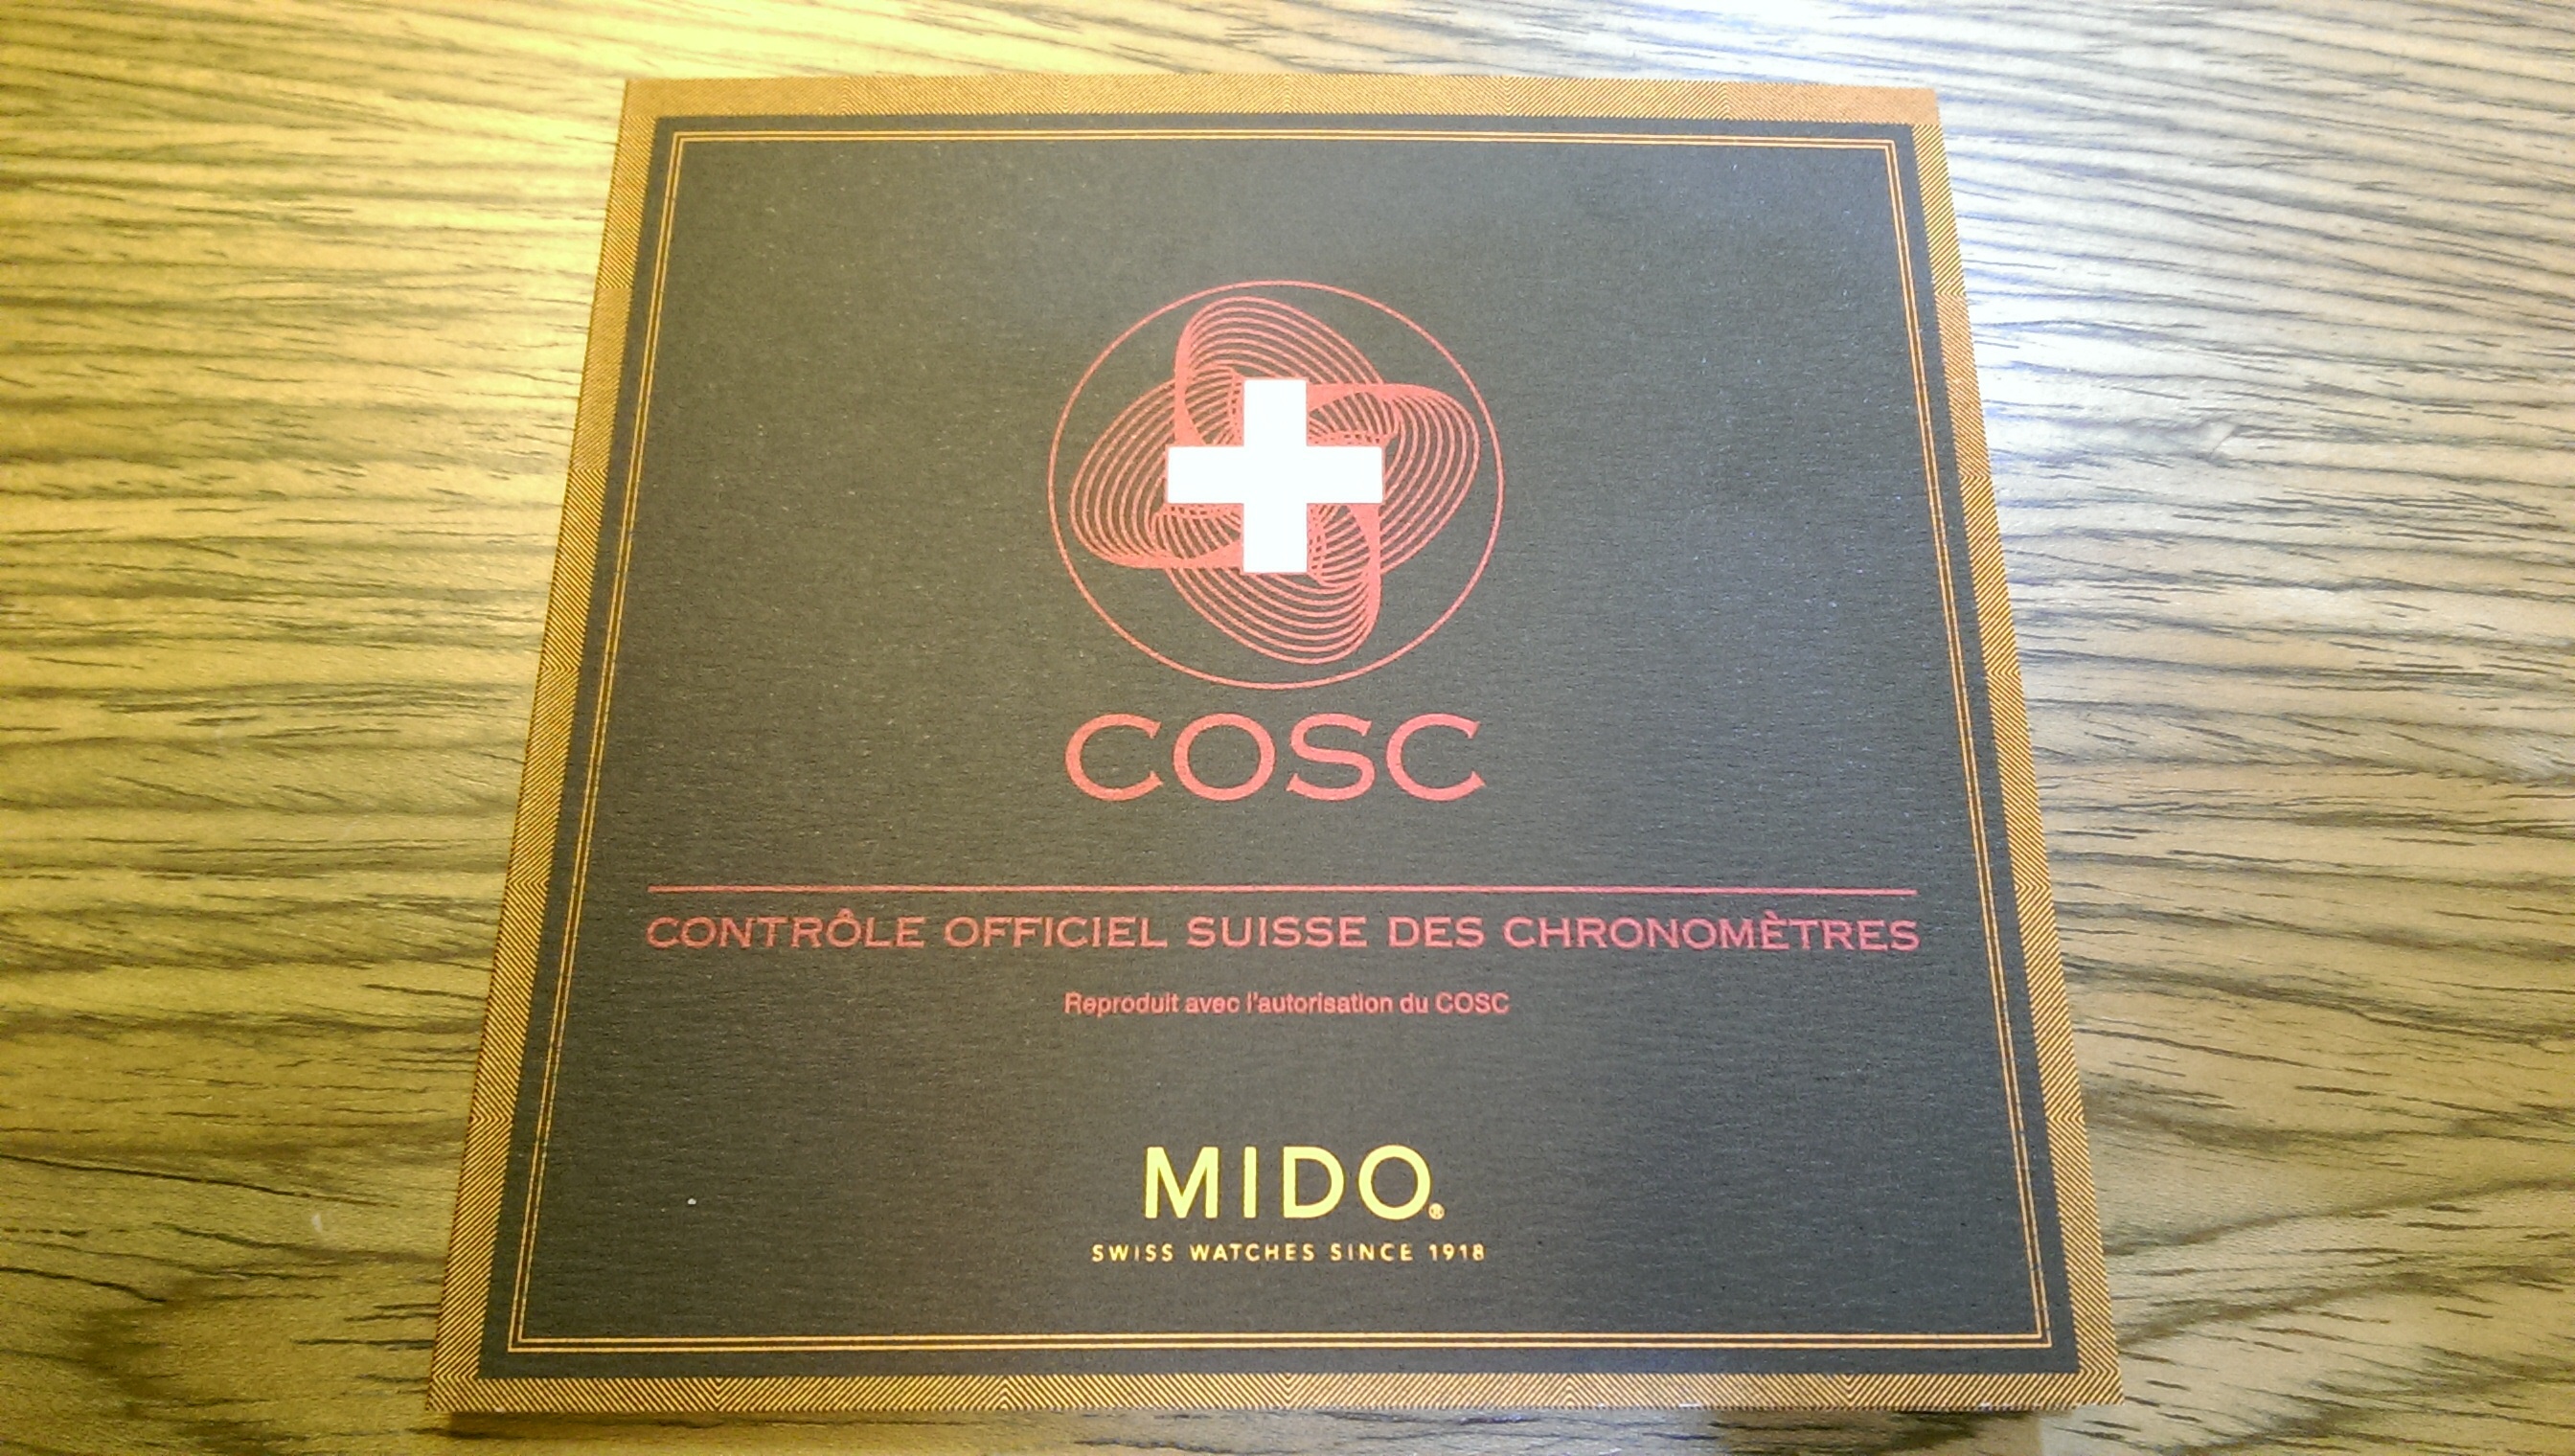 COSC
CONTRÔLE OFFICIEL SUISSE DES CHRONOMÈTRES
Reproduit avec l'autorisation du COSC
MIDO®
SWISS WATCHES SINCE 1918